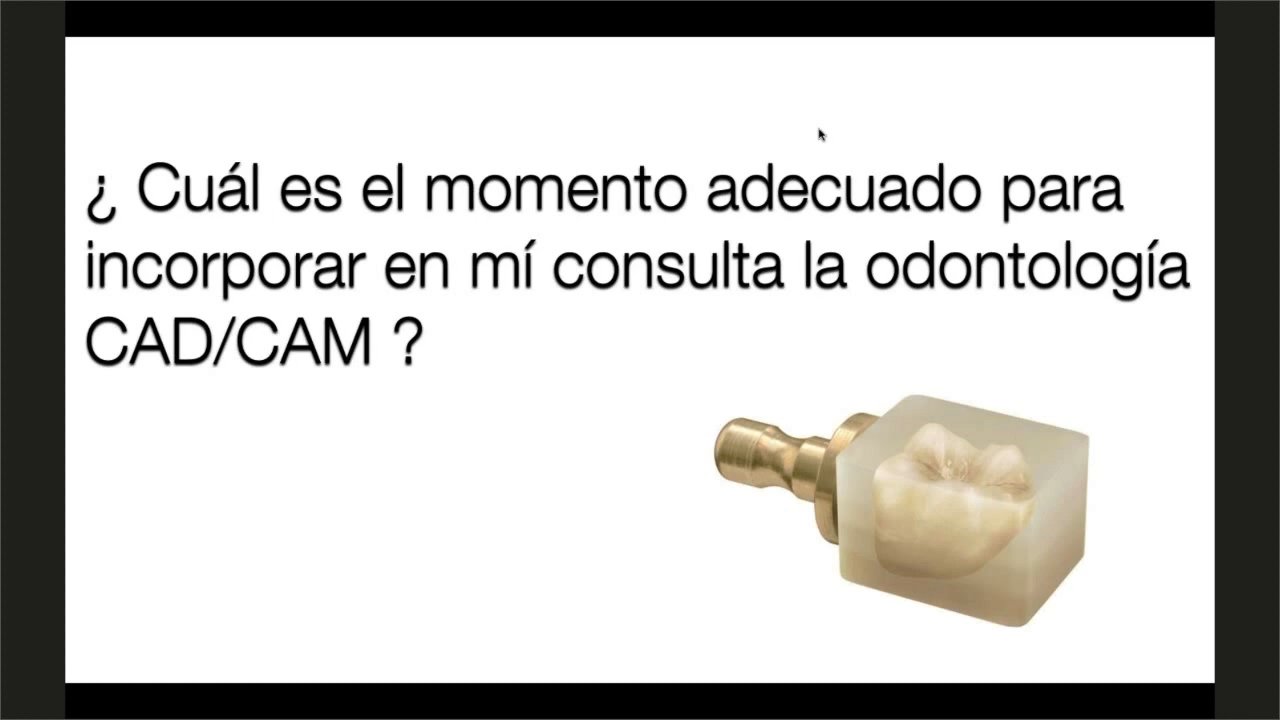 ¿ Cuál es el momento adecuado para
incorporar en mí consulta la odontología
CAD/CAM ?